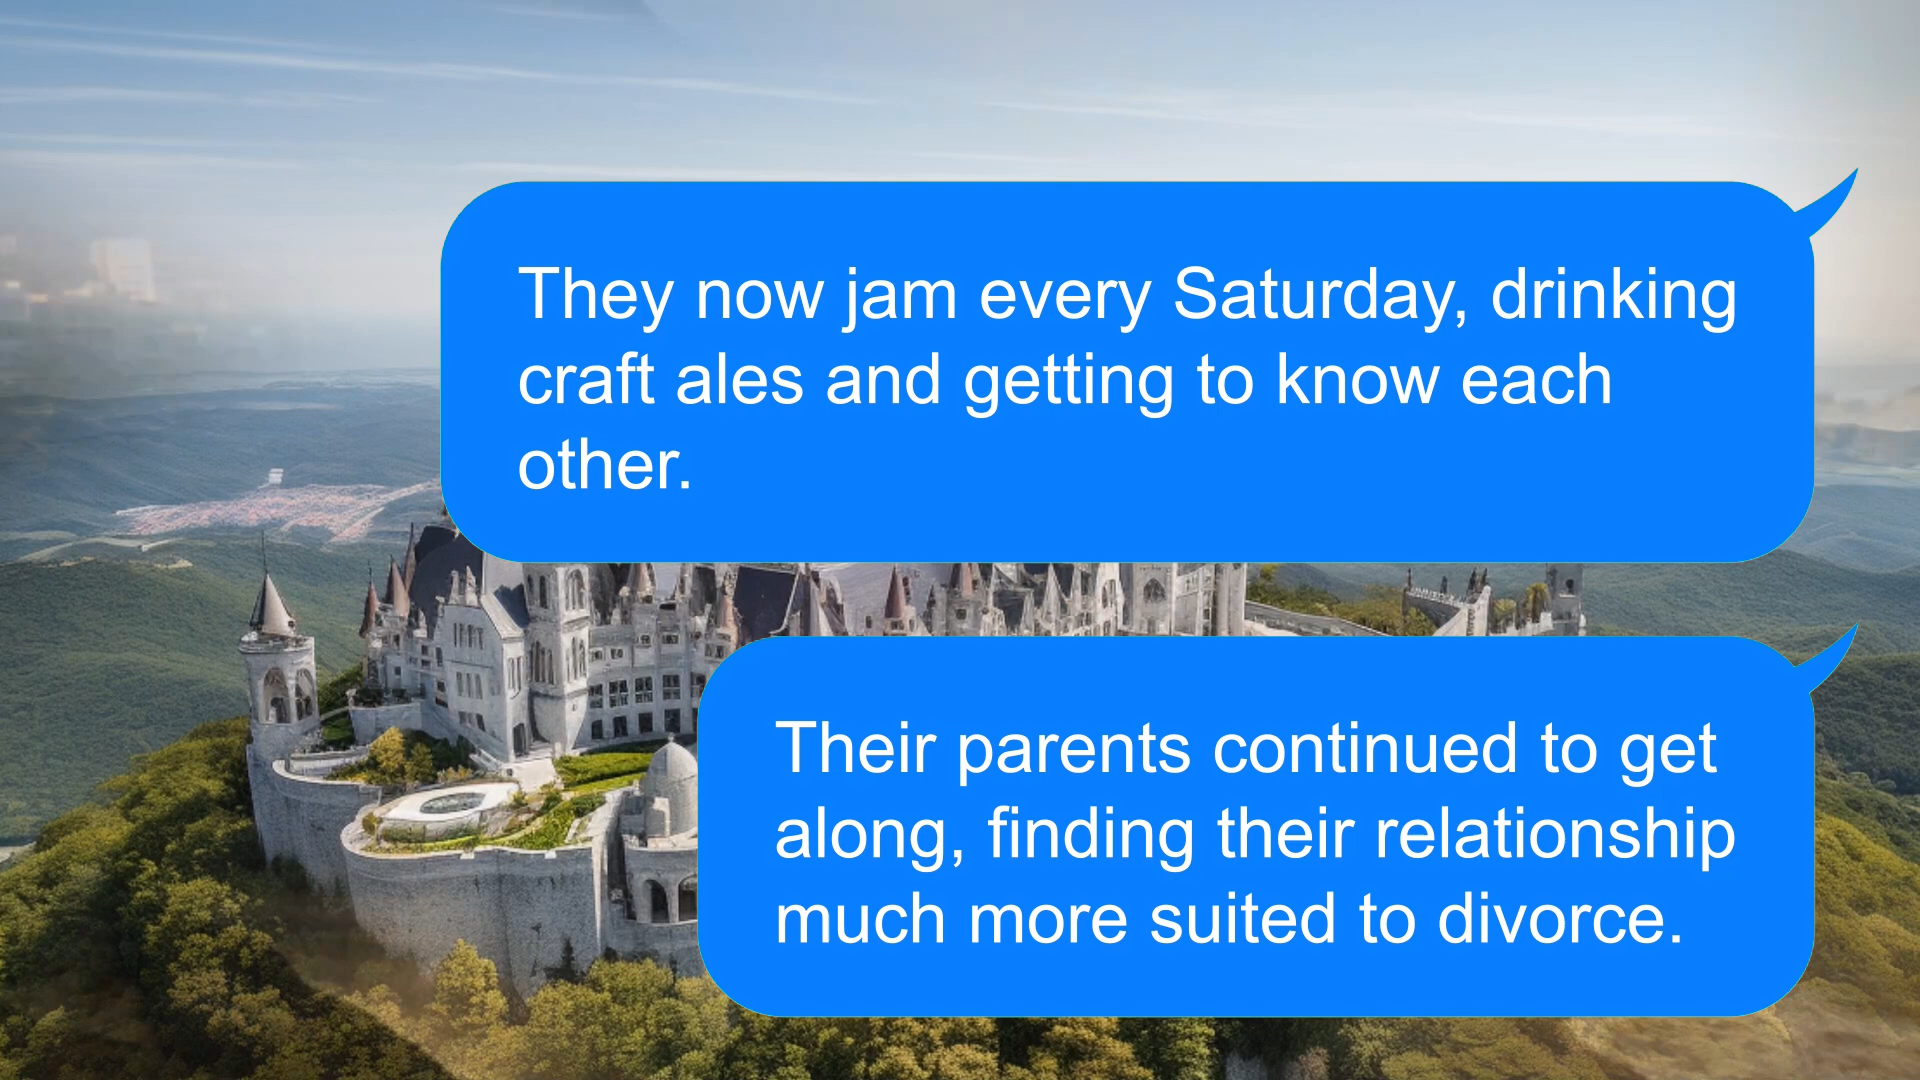 They now jam every Saturday, drinking
craft ales and getting to know each
other.
Their parents continued to get
along, finding their relationship
much more suited to divorce.